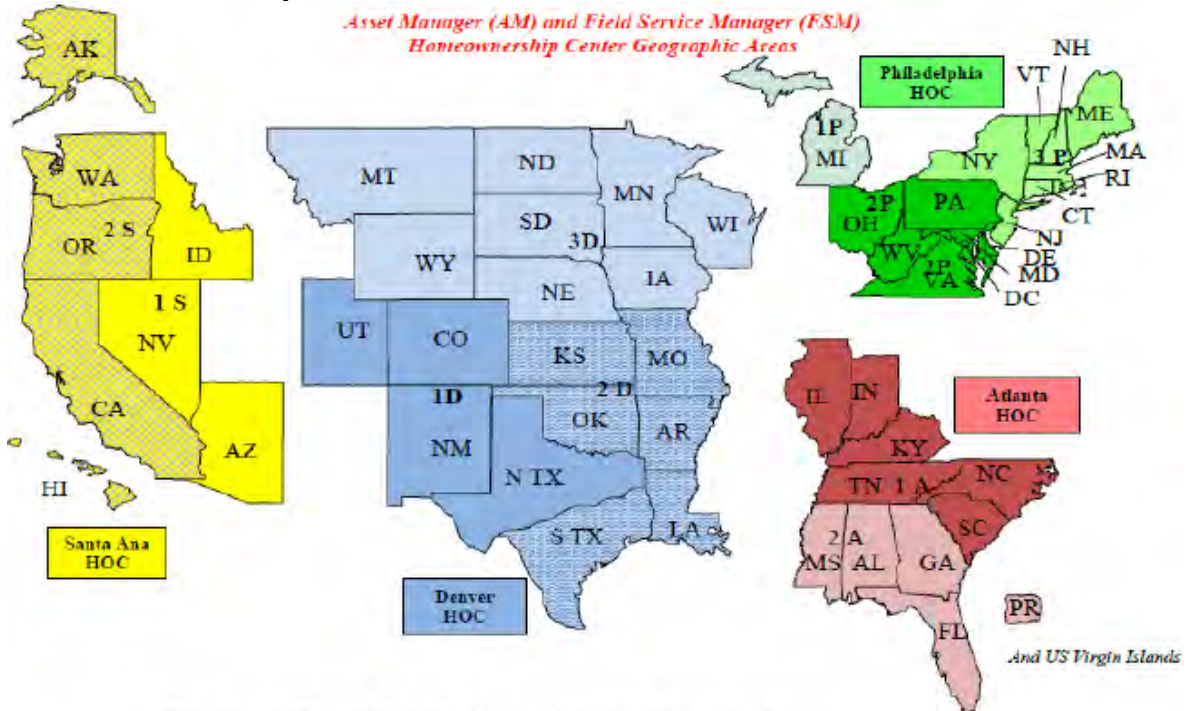 Asset Manager (AM) and Field Service Manager (FSM)
Homeownership Center Geographic Areas
AK
WA
OR
2 S
ID
1 S
NV
CA
AZ
HI
Santa Ana
HOC
MT
ND
MN
SD
3D
WI
WY
NE
IA
UT
CO
KS
MO
1D
2 D
OK
AR
NM
N TX
S TX
LA
Denver
HOC
Philadelphia
HOC
NH
VT
ME
1P
MI
NY
3 P
MA
RI
CT
2P
OH
PA
NJ
WV
DE
MD
2P
VA
DC
IL
IN
Atlanta
HOC
KY
NC
TN
1 A
SC
2 A
MS
AL
GA
PR
FL
And US Virgin Islands